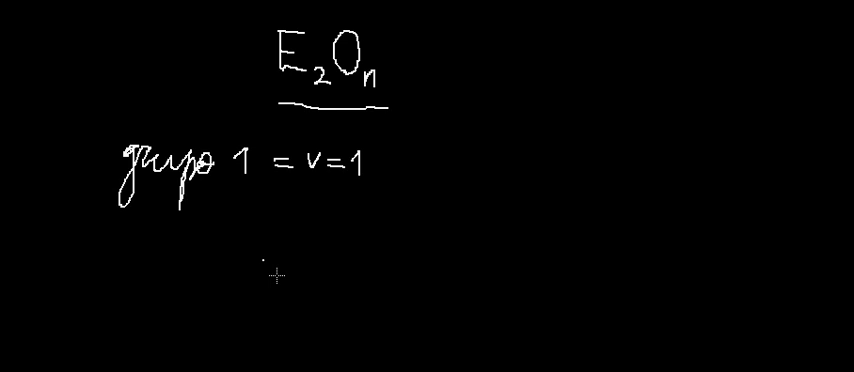 E₂Oₙ
grupo 1 = v = 1